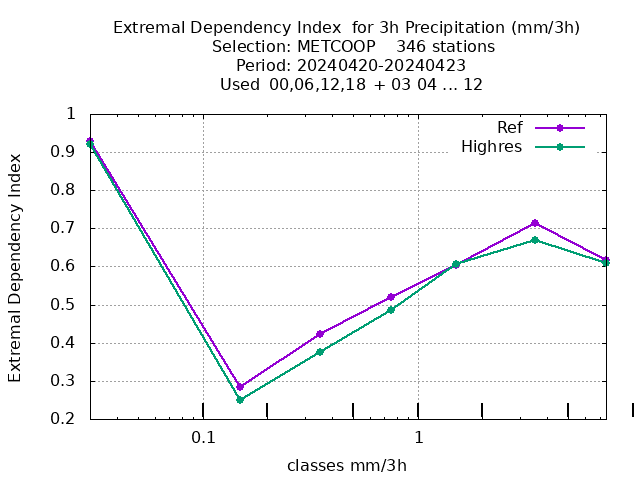 Extremal Dependency Index  for 3h Precipitation (mm/3h)
Selection: METCOOP    346 stations
Period: 20240420-20240423
Used  00,06,12,18  + 03 04 ... 12
Extremal Dependency Index
1
0.9
0.8
0.7
0.6
0.5
0.4
0.3
0.2
Ref
Highres
0.1
1
classes mm/3h